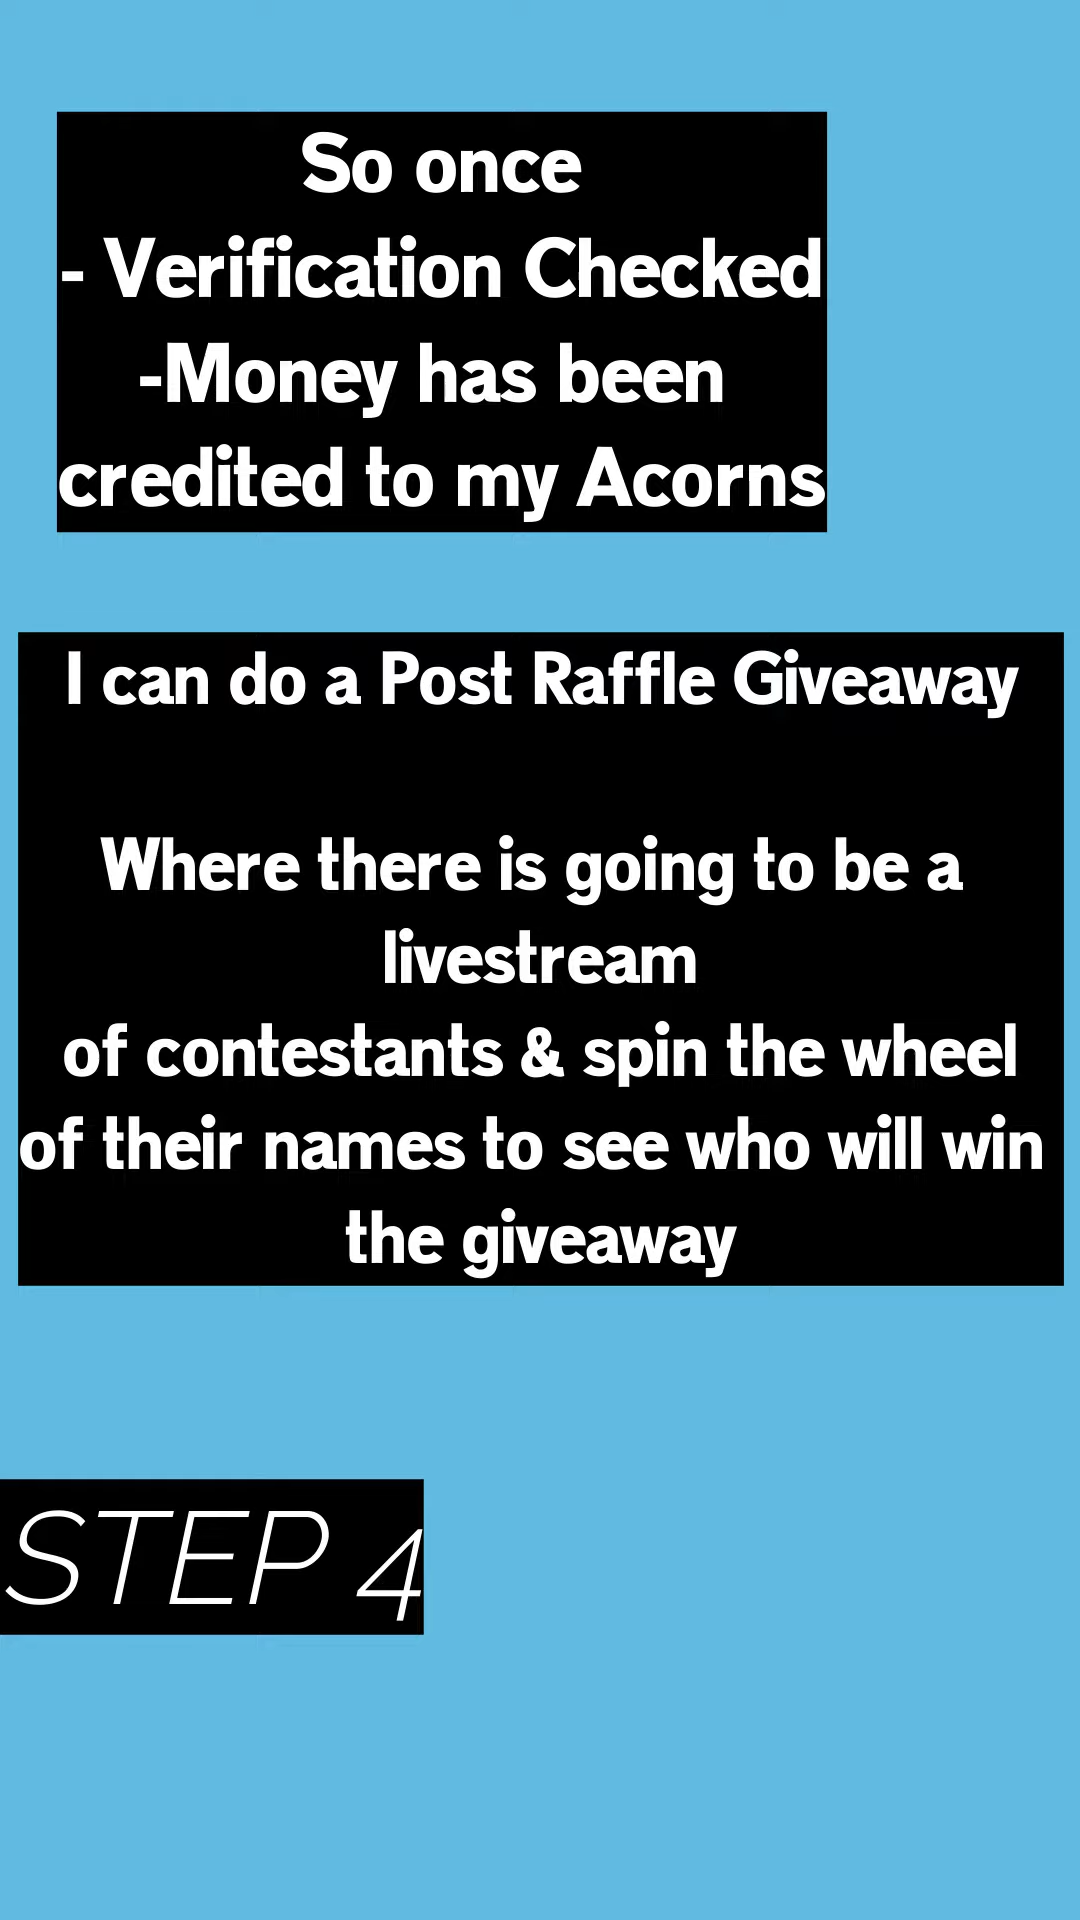 So once
- Verification Checked
-Money has been
credited to my Acorns
I can do a Post Raffle Giveaway
Where there is going to be a
livestream
of contestants & spin the wheel
of their names to see who will win
the giveaway
STEP 4